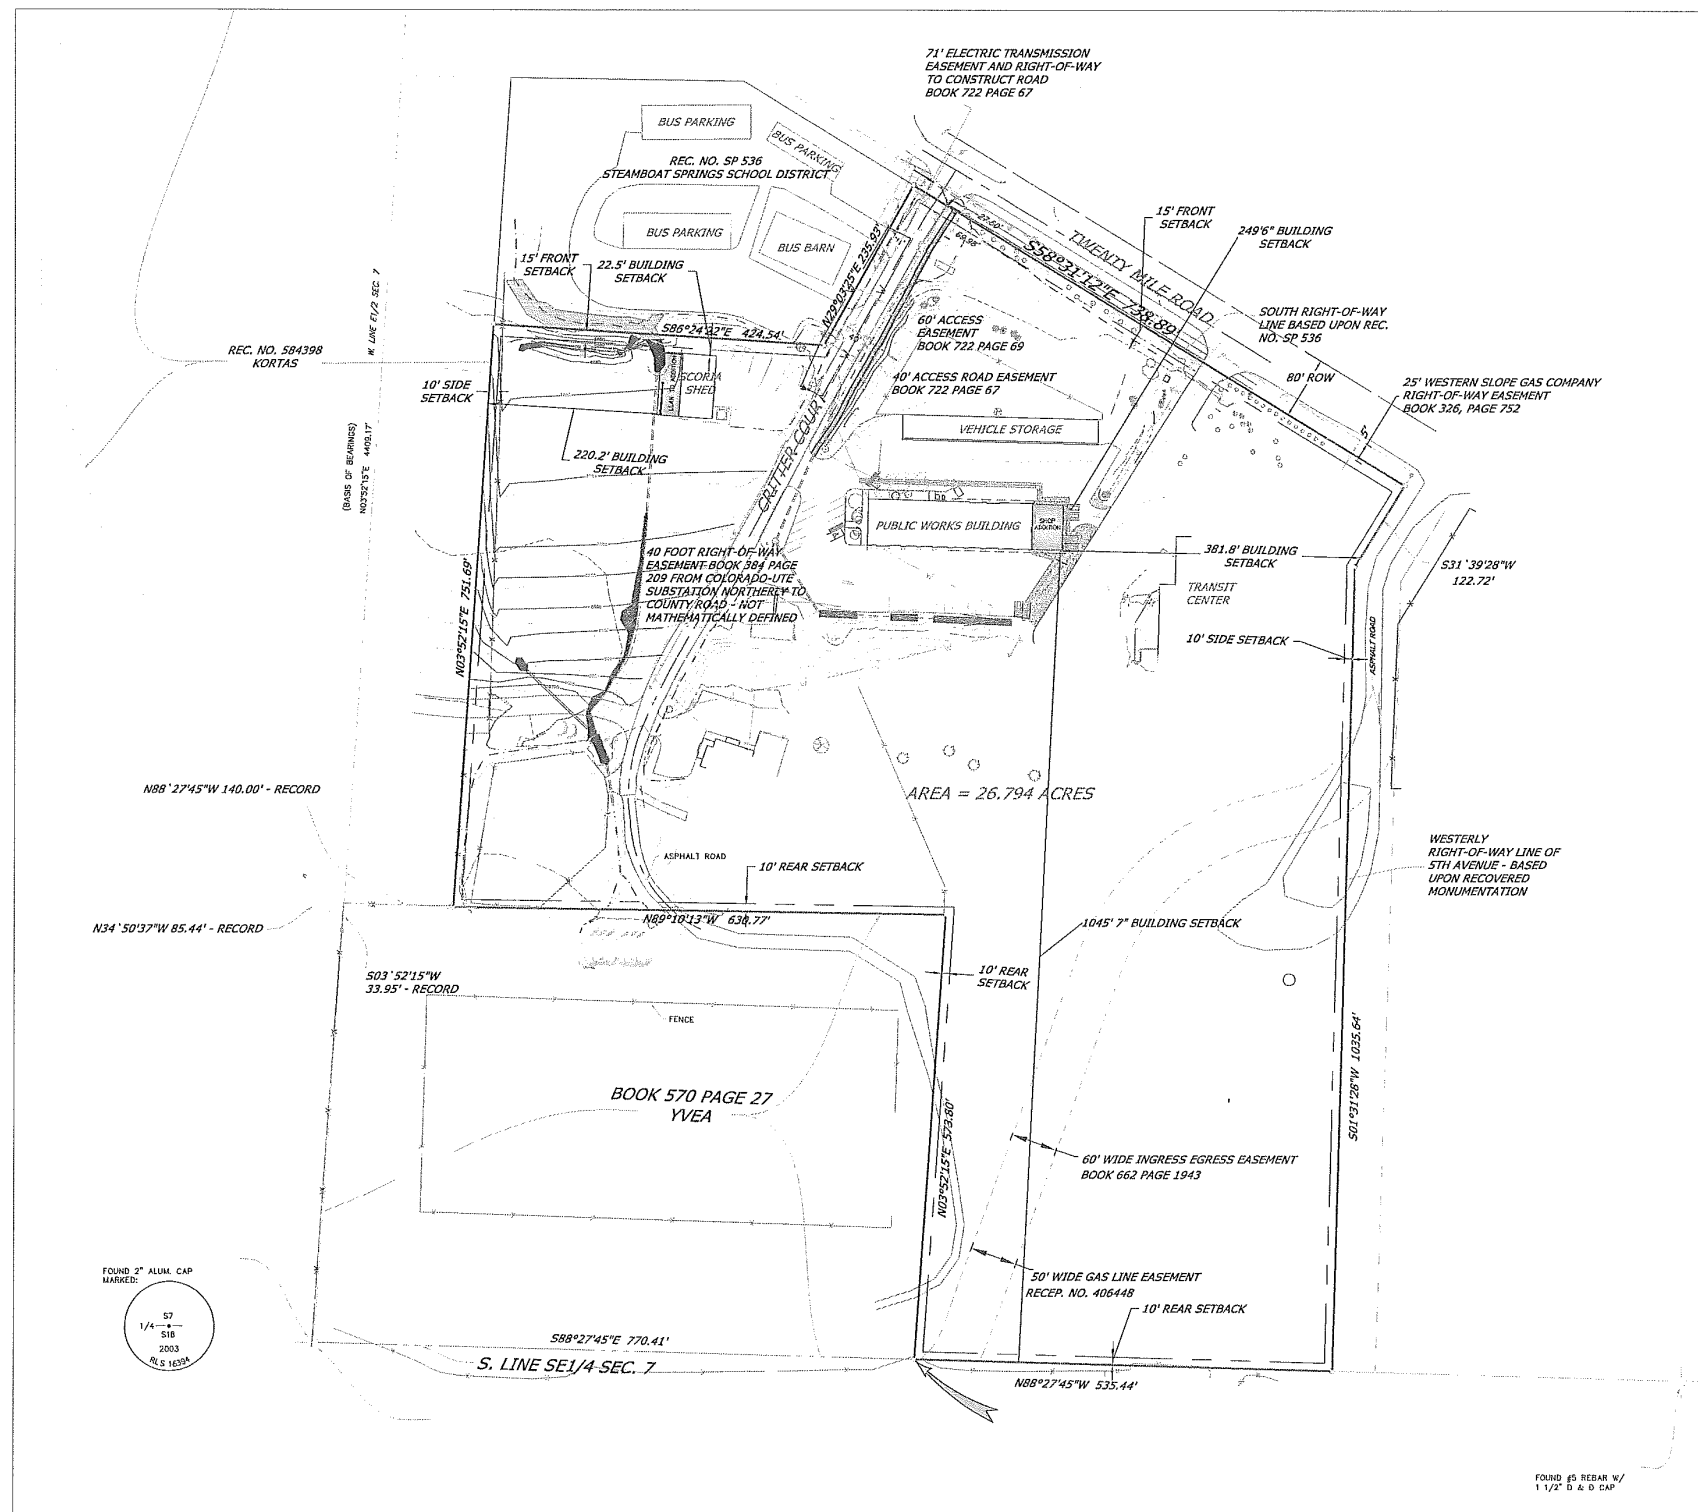 71' ELECTRIC TRANSMISSION
EASEMENT AND RIGHT-OF-WAY
TO CONSTRUCT ROAD
BOOK 722 PAGE 67
BUS PARKING
BUS PARKING
REC. NO. SP 536
STEAMBOAT SPRINGS SCHOOL DISTRICT
BUS PARKING
BUS BARN
15' FRONT
SETBACK
22.5' BUILDING
SETBACK
S86°24'22"E 424.54'
N29°03'25"E 235.93'
27.60'
69.95'
S58°31'12"E 738.89'
TWENTY MILE ROAD
15' FRONT
SETBACK
249'6" BUILDING
SETBACK
SOUTH RIGHT-OF-WAY
LINE BASED UPON REC.
NO. SP 536
80' ROW
25' WESTERN SLOPE GAS COMPANY
RIGHT-OF-WAY EASEMENT
BOOK 326, PAGE 752
W. LINE E1/2 SEC. 7
REC. NO. 584398
KORTAS
10' SIDE
SETBACK
LEAN TO ADDITION
SCORIA
SHED
60' ACCESS
EASEMENT
BOOK 722 PAGE 69
40' ACCESS ROAD EASEMENT
BOOK 722 PAGE 67
VEHICLE STORAGE
CRITTER COURT
220.2' BUILDING
SETBACK
(BASIS OF BEARINGS)
N03°52'15"E 4409.17'
PUBLIC WORKS BUILDING
SHOP
ADDITION
381.8' BUILDING
SETBACK
TRANSIT
CENTER
S31°39'28"W
122.72'
40 FOOT RIGHT-OF-WAY
EASEMENT BOOK 384 PAGE
209 FROM COLORADO-UTE
SUBSTATION NORTHERLY TO
COUNTY ROAD - NOT
MATHEMATICALLY DEFINED
10' SIDE SETBACK
ASPHALT ROAD
N03°52'15"E 751.69'
N88°27'45"W 140.00' - RECORD
AREA = 26.794 ACRES
WESTERLY
RIGHT-OF-WAY LINE OF
5TH AVENUE - BASED
UPON RECOVERED
MONUMENTATION
ASPHALT ROAD
10' REAR SETBACK
N89°10'13"W 630.77'
N34°50'37"W 85.44' - RECORD
1045' 7" BUILDING SETBACK
S03°52'15"W
33.95' - RECORD
10' REAR
SETBACK
FENCE
BOOK 570 PAGE 27
YVEA
N03°52'15"E 573.80'
S01°31'28"W 1035.64'
60' WIDE INGRESS EGRESS EASEMENT
BOOK 662 PAGE 1943
50' WIDE GAS LINE EASEMENT
RECEP. NO. 406448
10' REAR SETBACK
FOUND 2" ALUM. CAP
MARKED:
S7
1/4
S18
2003
RLS 16394
S88°27'45"E 770.41'
S. LINE SE1/4 SEC. 7
N88°27'45"W 535.44'
FOUND #5 REBAR W/
1 1/2" D & D CAP